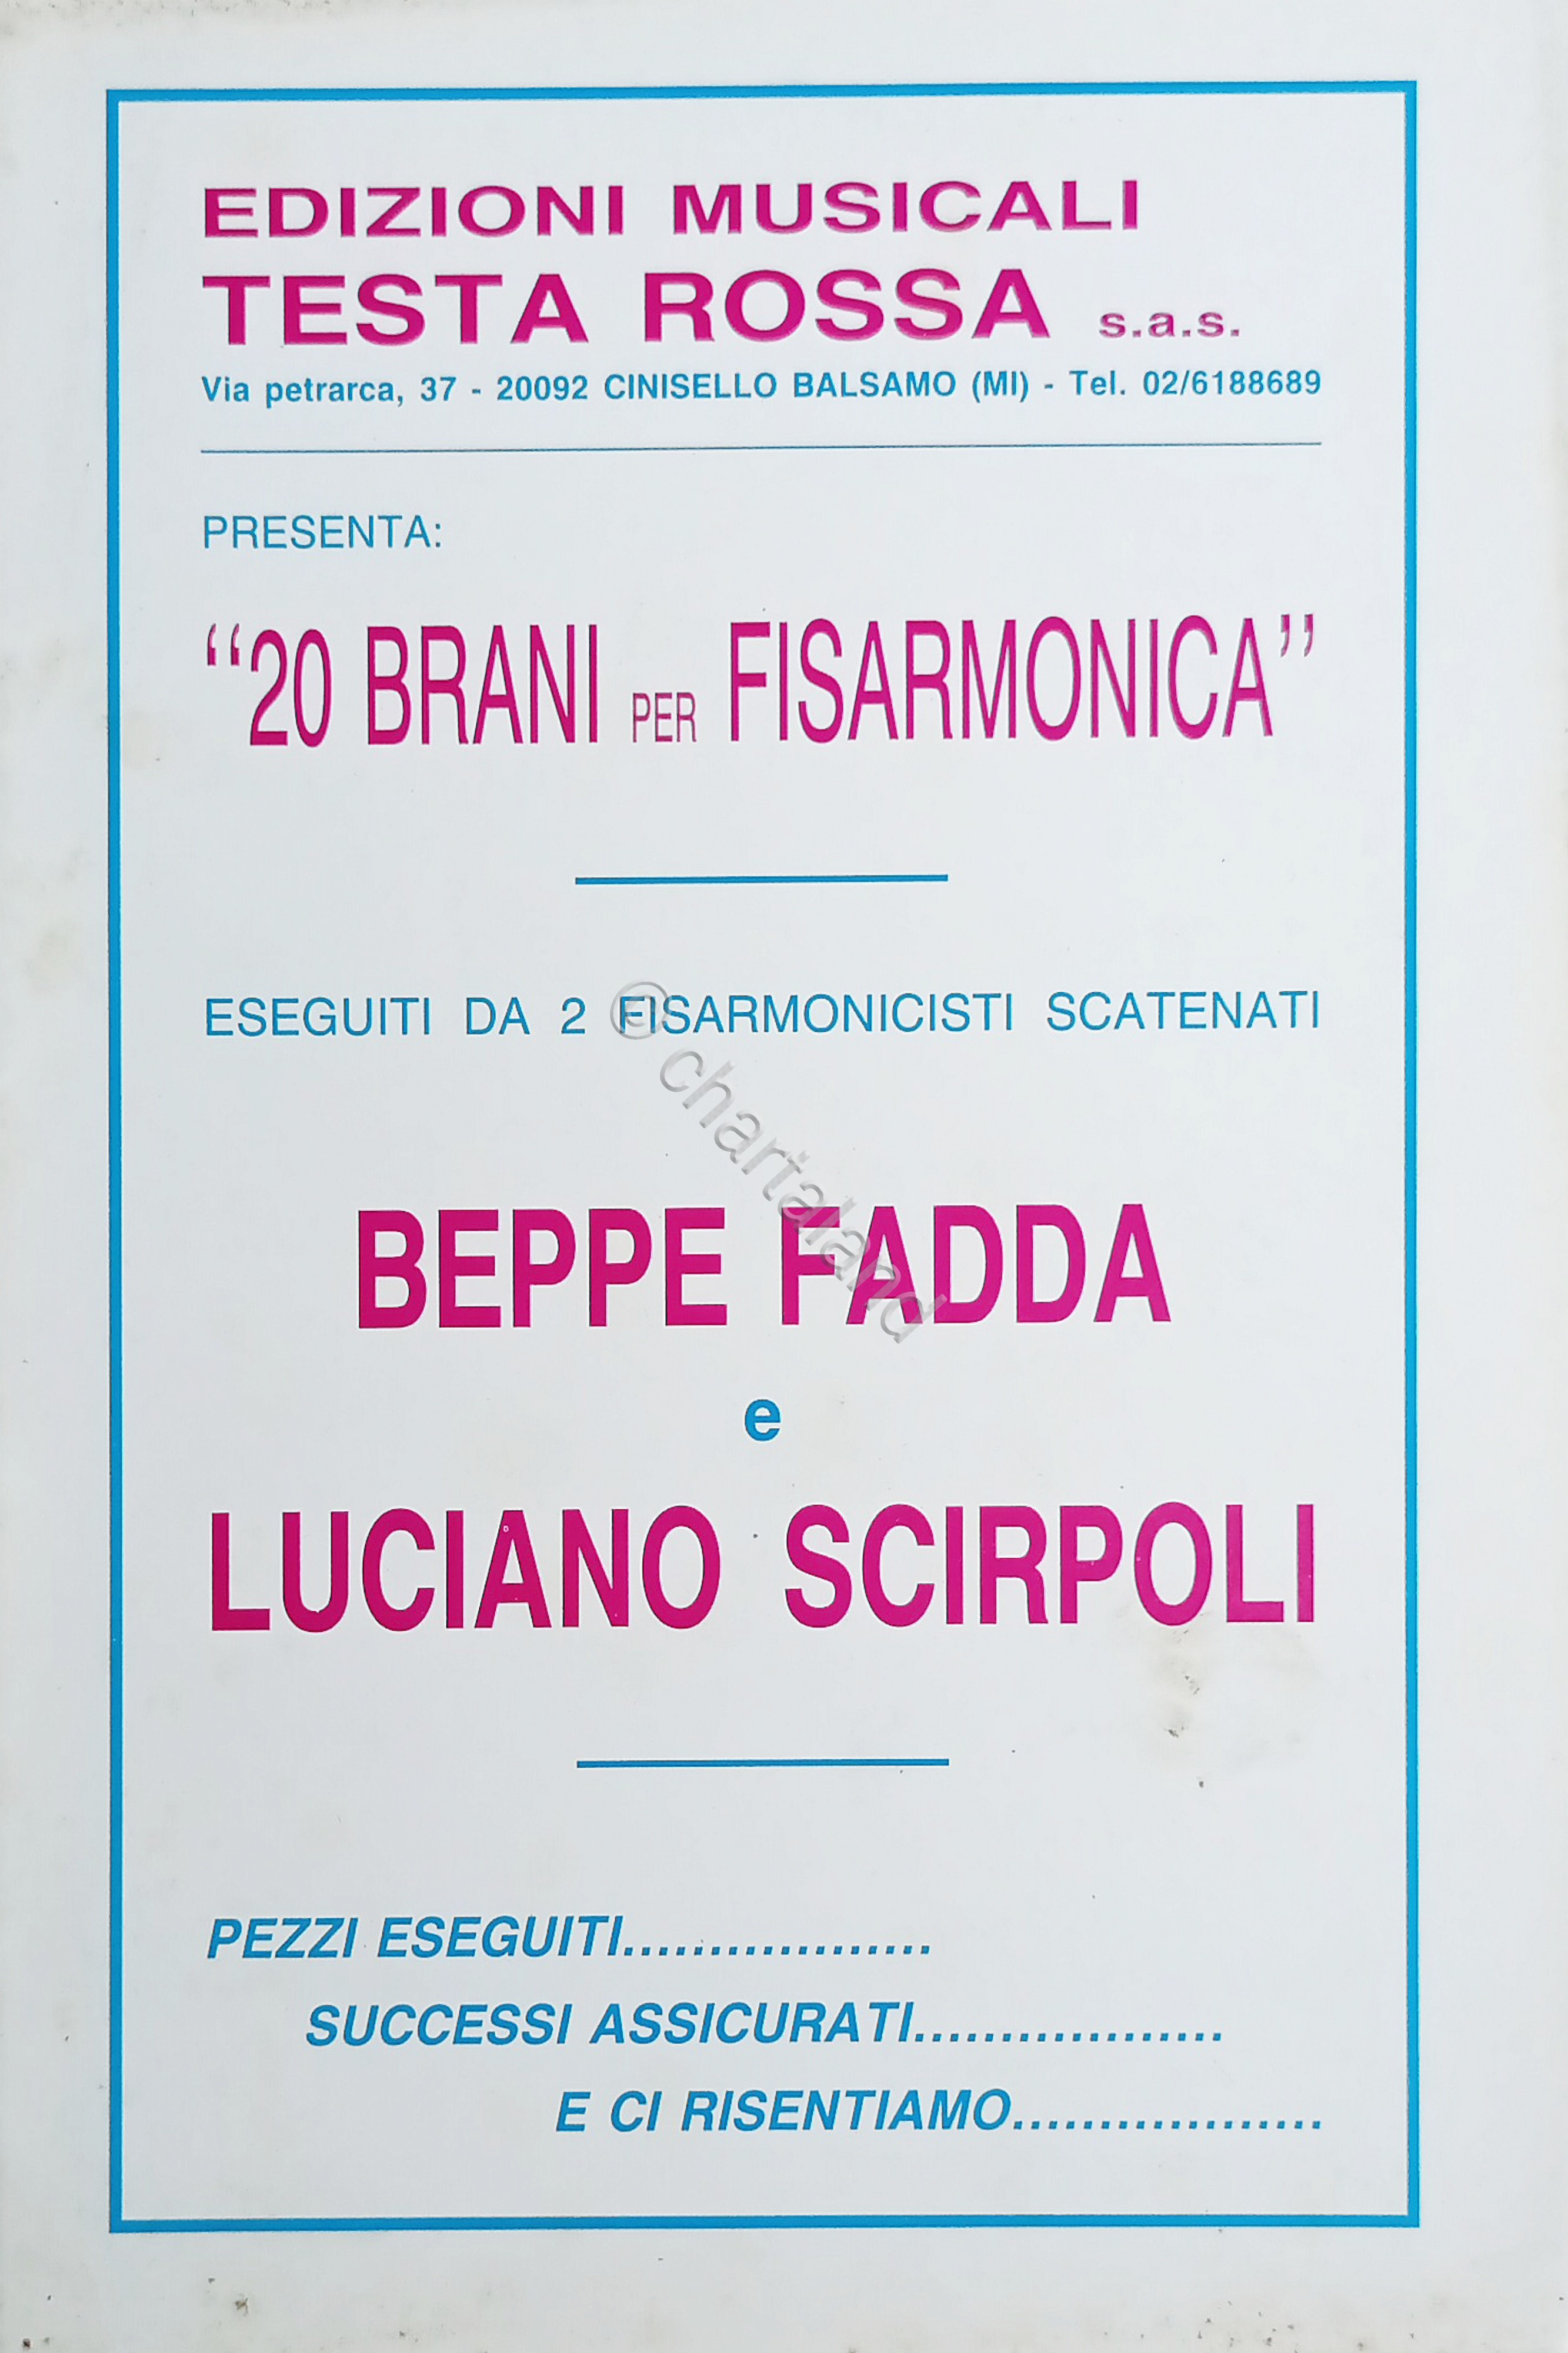 EDIZIONI MUSICALI
TESTA ROSSA s.a.s.
Via petrarca, 37 - 20092 CINISELLO BALSAMO (MI) - Tel. 02/6188689
PRESENTA:
“20 BRANI PER FISARMONICA”
ESEGUITI DA 2 FISARMONICISTI SCATENATI
© chartaland
BEPPE FADDA
e
LUCIANO SCIRPOLI
PEZZI ESEGUITI..................
SUCCESSI ASSICURATI..................
E CI RISENTIAMO..................